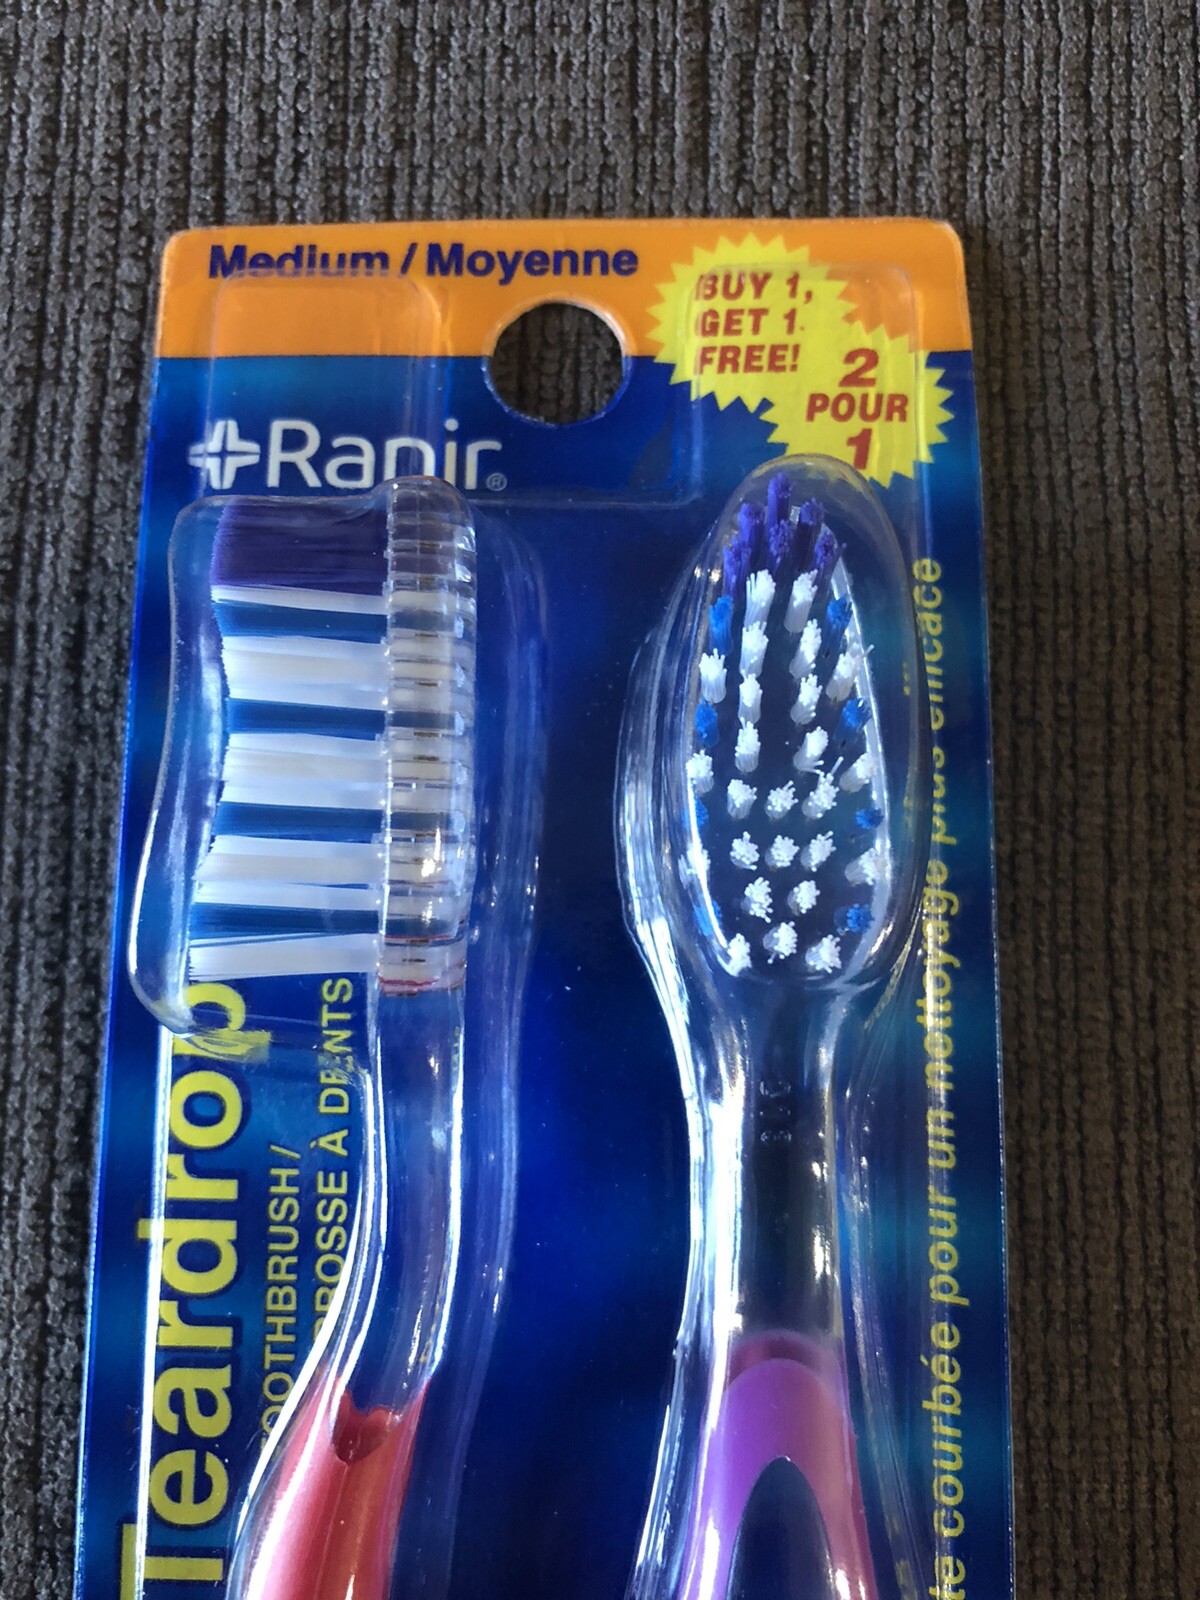 Medium / Moyenne
BUY 1,
GET 1
FREE!
2
POUR
1
Ranir®
Teardrop
TOOTHBRUSH /
BROSSE À DENTS
te courbée pour un nettoyage plus efficace